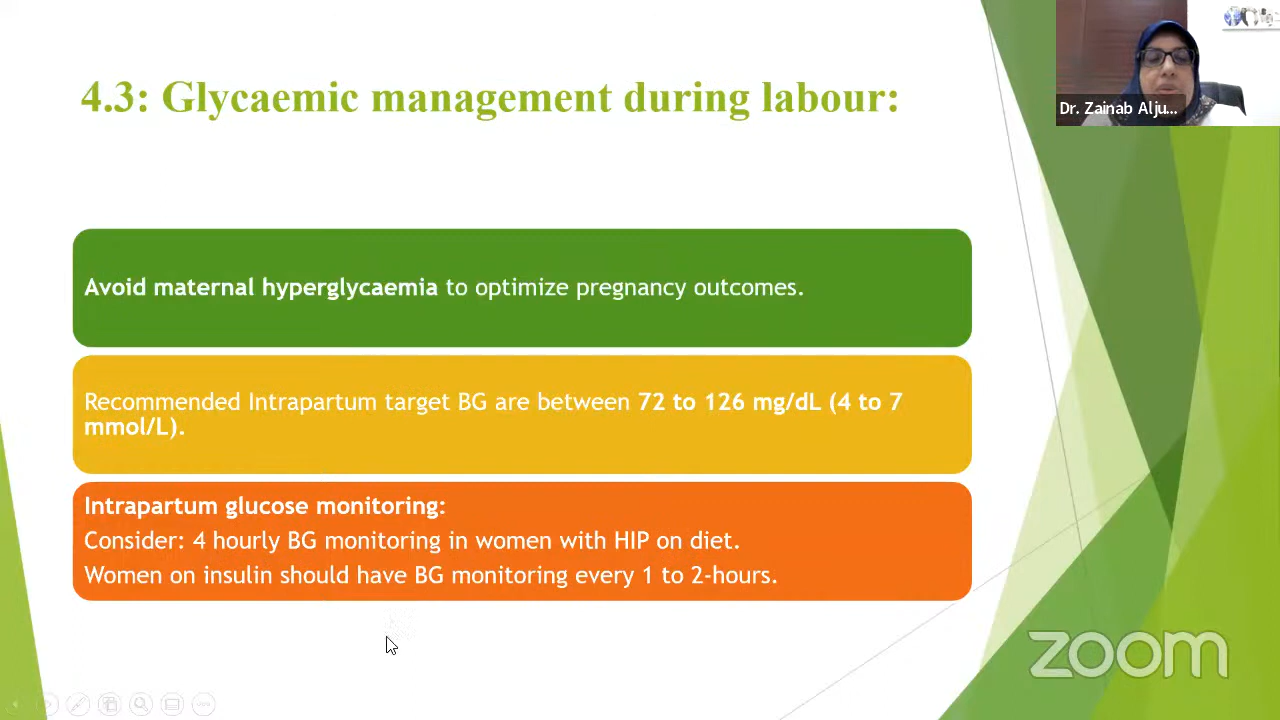 4.3: Glycaemic management during labour:
Dr. Zainab Alju...
Avoid maternal hyperglycaemia to optimize pregnancy outcomes.
Recommended Intrapartum target BG are between 72 to 126 mg/dL (4 to 7
mmol/L).
Intrapartum glucose monitoring:
Consider: 4 hourly BG monitoring in women with HIP on diet.
Women on insulin should have BG monitoring every 1 to 2-hours.
zoom